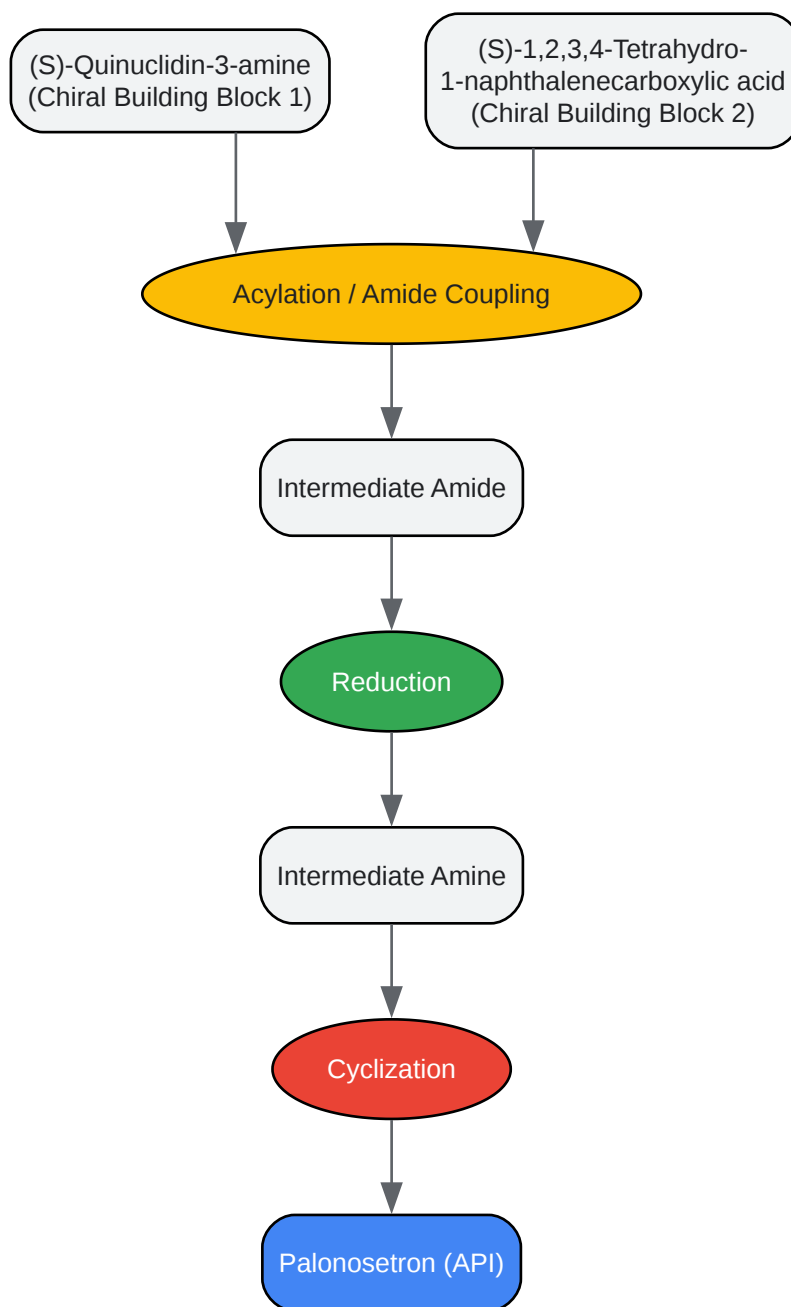 (S)-Quinuclidin-3-amine
(Chiral Building Block 1)
(S)-1,2,3,4-Tetrahydro-
1-naphthalenecarboxylic acid
(Chiral Building Block 2)
Acylation / Amide Coupling
Intermediate Amide
Reduction
Intermediate Amine
Cyclization
Palonosetron (API)